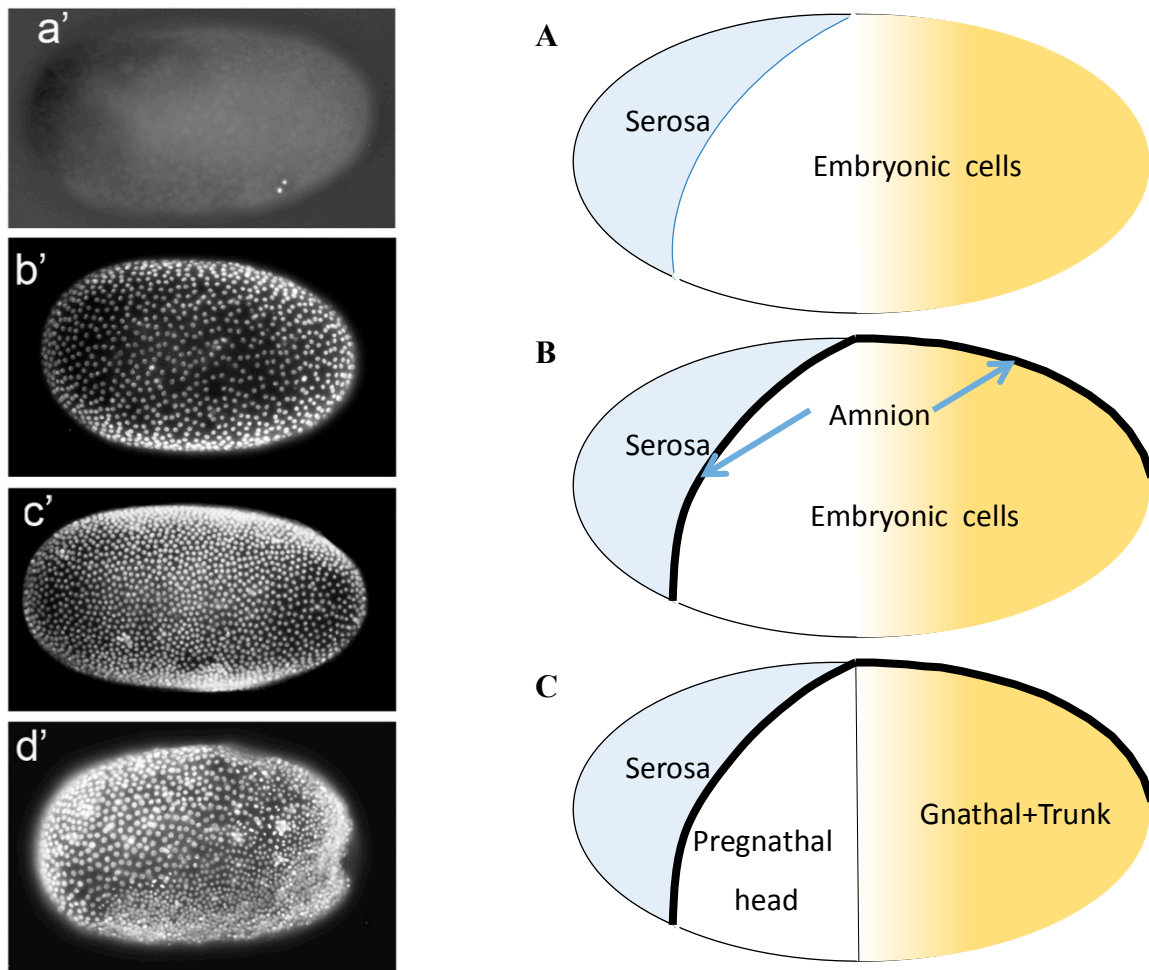 a’
b’
c’
d’
A
Serosa
Embryonic cells
B
Amnion
Serosa
Embryonic cells
C
Serosa
Gnathal+Trunk
Pregnathal
head